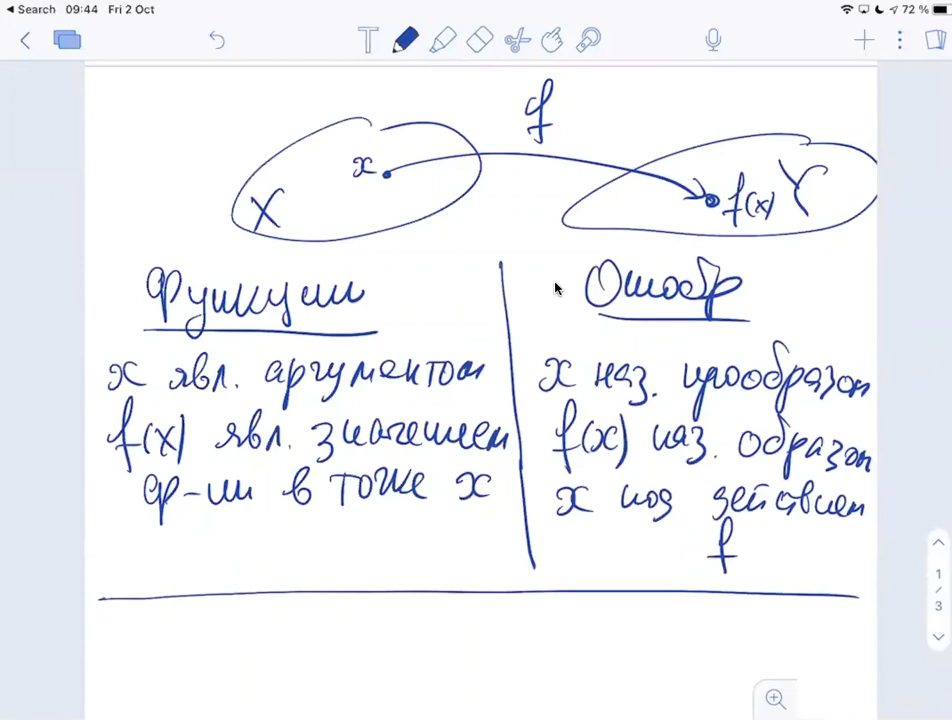 Search 09:44 Fri 2 Oct 72 %
f
x
X
f(x) Y
Функции
x явл. аргументом
f(x) явл. значением
ф-ии в точке x
Отобр
x наз. прообразом
f(x) наз. образом
x под действием
f
1
/
3